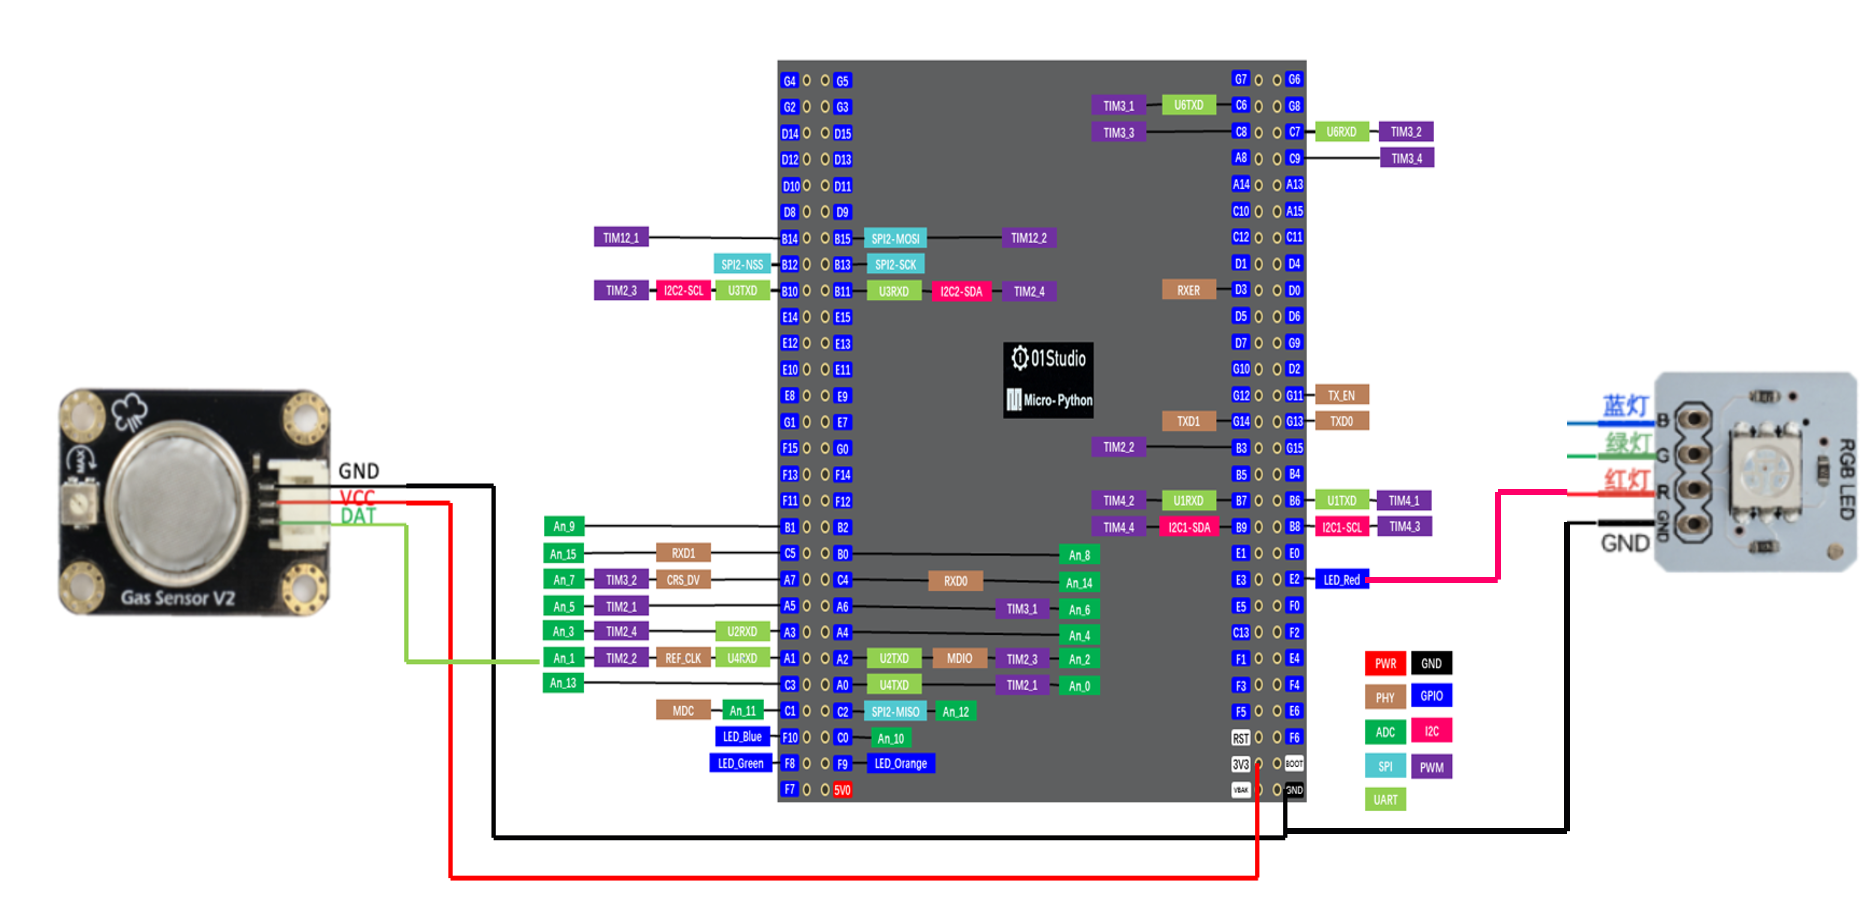 G4 G5 G7 G6
G2 G3 TIM3_1 U6TXD C6 G8
D14 D15 TIM3_3 C8 C7 U6RXD TIM3_2
D12 D13 A8 C9 TIM3_4
D10 D11 A14 A13
D8 D9 C10 A15
TIM12_1 B14 B15 SPI2-MOSI TIM12_2 C12 C11
SPI2-NSS B12 B13 SPI2-SCK D1 D4
TIM2_3 I2C2-SCL U3TXD B10 B11 U3RXD I2C2-SDA TIM2_4 RXER D3 D0
E14 E15 D5 D6
E12 E13 D7 G9
01Studio
E10 E11 G10 D2
Micro-Python
E8 E9 G12 G11 TX_EN
G1 E7 TXD1 G14 G13 TXD0
F15 G0 TIM2_2 B3 G15
F13 F14 B5 B4
F11 F12 TIM4_2 U1RXD B7 B6 U1TXD TIM4_1
An_9 B1 B2 TIM4_4 I2C1-SDA B9 B8 I2C1-SCL TIM4_3
An_15 RXD1 C5 B0 An_8 E1 E0
An_7 TIM3_2 CRS_DV A7 C4 RXD0 An_14 E3 E2 LED_Red
An_5 TIM2_1 A5 A6 TIM3_1 An_6 E5 F0
An_3 TIM2_4 U2RXD A3 A4 An_4 C13 F2
An_1 TIM2_2 REF_CLK U4RXD A1 A2 U2TXD MDIO TIM2_3 An_2 F1 E4
An_13 C3 A0 U4TXD TIM2_1 An_0 F3 F4
MDC An_11 C1 C2 SPI2-MISO An_12 F5 E6
LED_Blue F10 C0 An_10 RST F6
LED_Green F8 F9 LED_Orange 3V3 BOOT
F7 5V0 VBAK GND
GND
VCC
DAT
MAX
Gas Sensor V2
蓝灯 B
绿灯 G
红灯 R
GND GND
RGB LED
PWR GND
PHY GPIO
ADC I2C
SPI PWM
UART